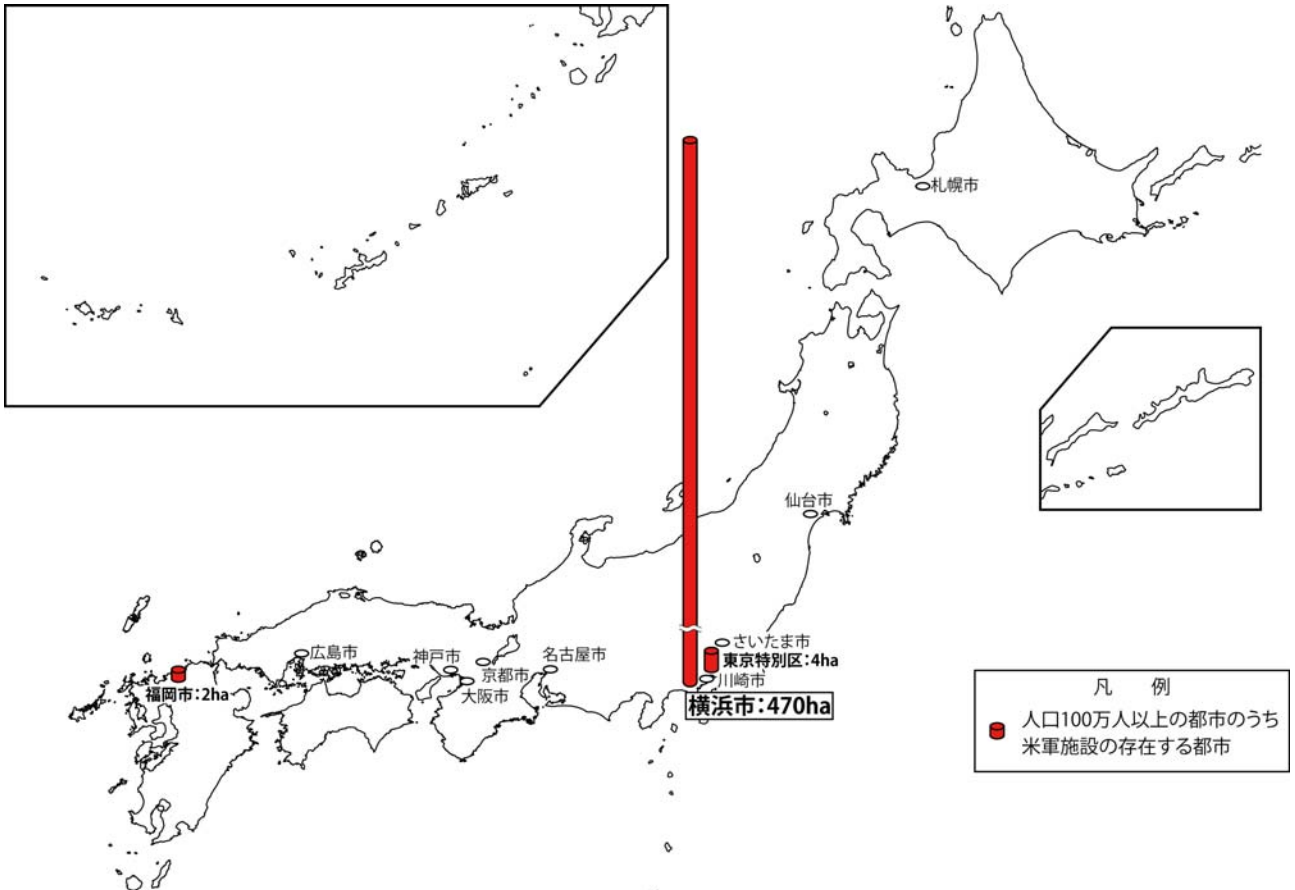 札幌市
仙台市
さいたま市
東京特別区:4ha
川崎市
横浜市:470ha
名古屋市
京都市
大阪市
神戸市
広島市
福岡市:2ha
凡 例
人口100万人以上の都市のうち
米軍施設の存在する都市